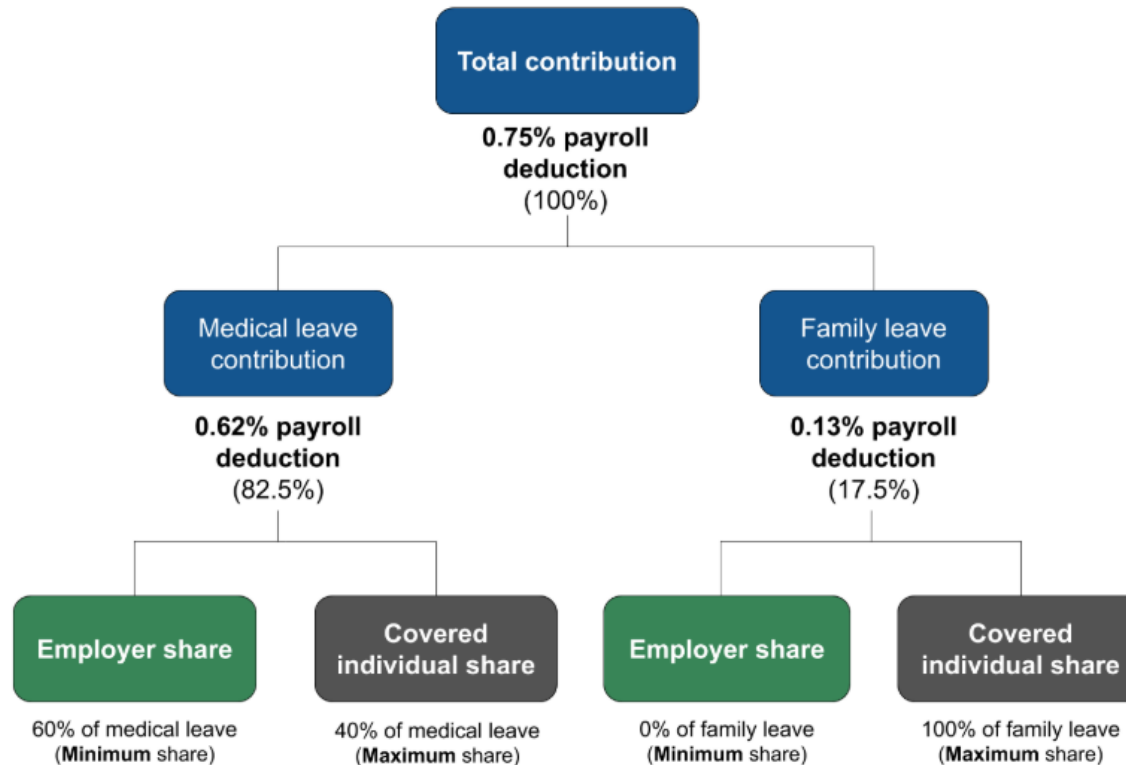 Total contribution
0.75% payroll
deduction
(100%)
Medical leave
contribution
Family leave
contribution
0.62% payroll
deduction
(82.5%)
0.13% payroll
deduction
(17.5%)
Employer share
Covered
individual share
Employer share
Covered
individual share
60% of medical leave
(Minimum share)
40% of medical leave
(Maximum share)
0% of family leave
(Minimum share)
100% of family leave
(Maximum share)